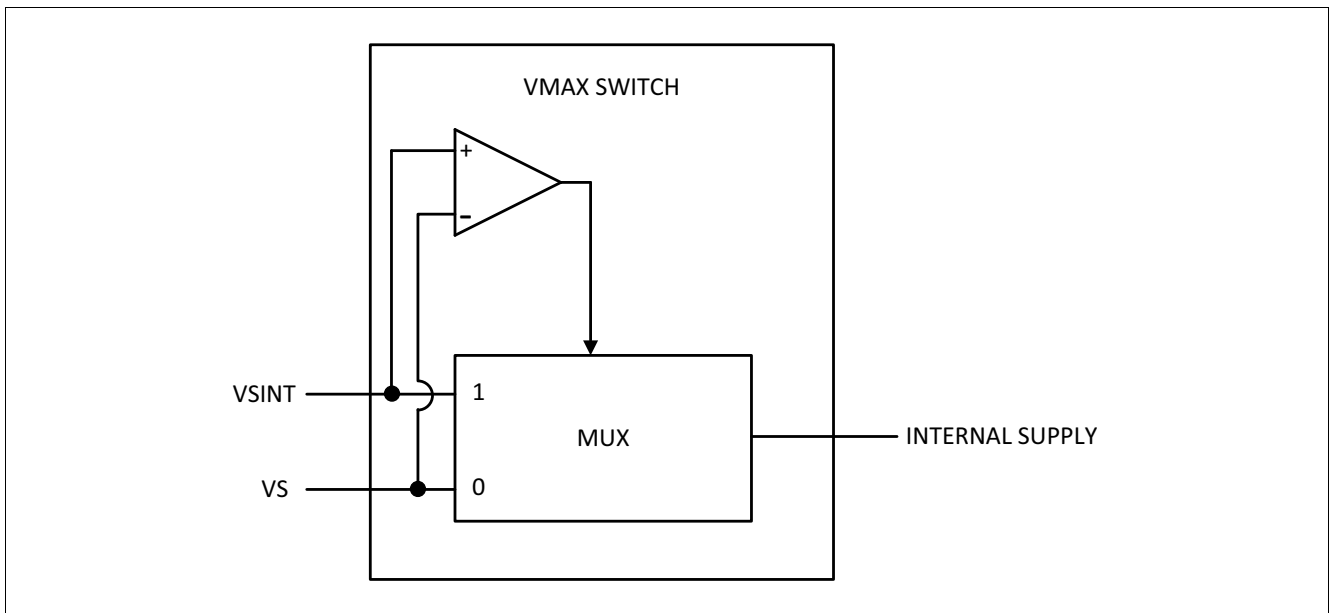 VMAX SWITCH
+
-
VSINT
1
MUX
INTERNAL SUPPLY
VS
0